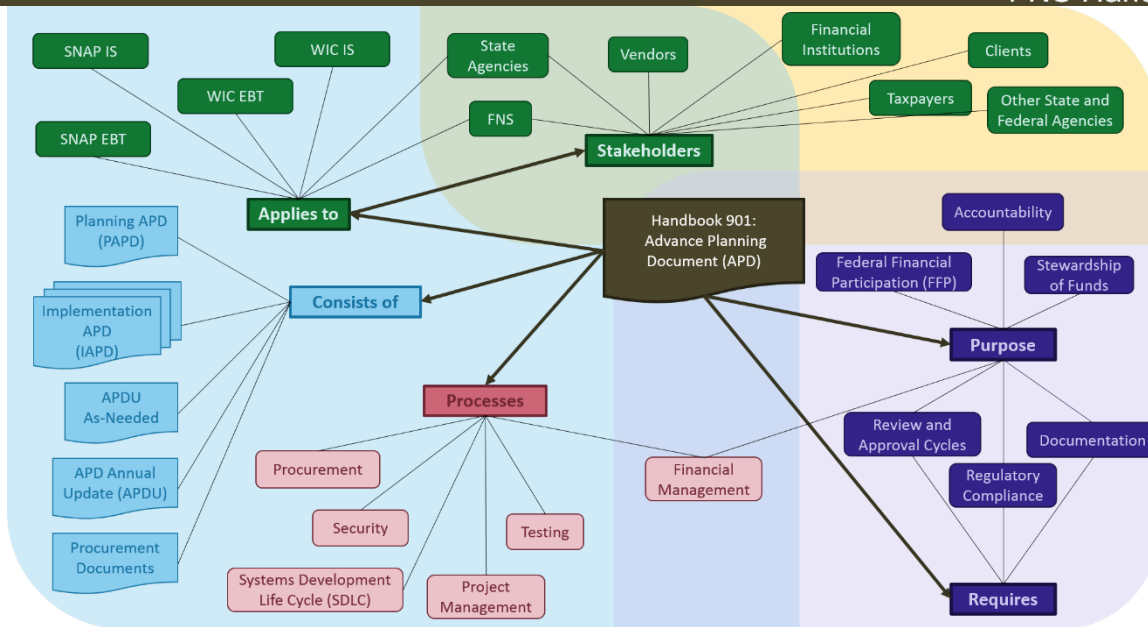 SNAP IS
WIC IS
WIC EBT
SNAP EBT
State
Agencies
FNS
Vendors
Financial
Institutions
Clients
Taxpayers
Other State and
Federal Agencies
Stakeholders
Applies to
Handbook 901:
Advance Planning
Document (APD)
Planning APD
(PAPD)
Implementation
APD
(IAPD)
APDU
As-Needed
APD Annual
Update (APDU)
Procurement
Documents
Consists of
Processes
Procurement
Security
Systems Development
Life Cycle (SDLC)
Project
Management
Testing
Financial
Management
Accountability
Federal Financial
Participation (FFP)
Stewardship
of Funds
Purpose
Review and
Approval Cycles
Regulatory
Compliance
Documentation
Requires